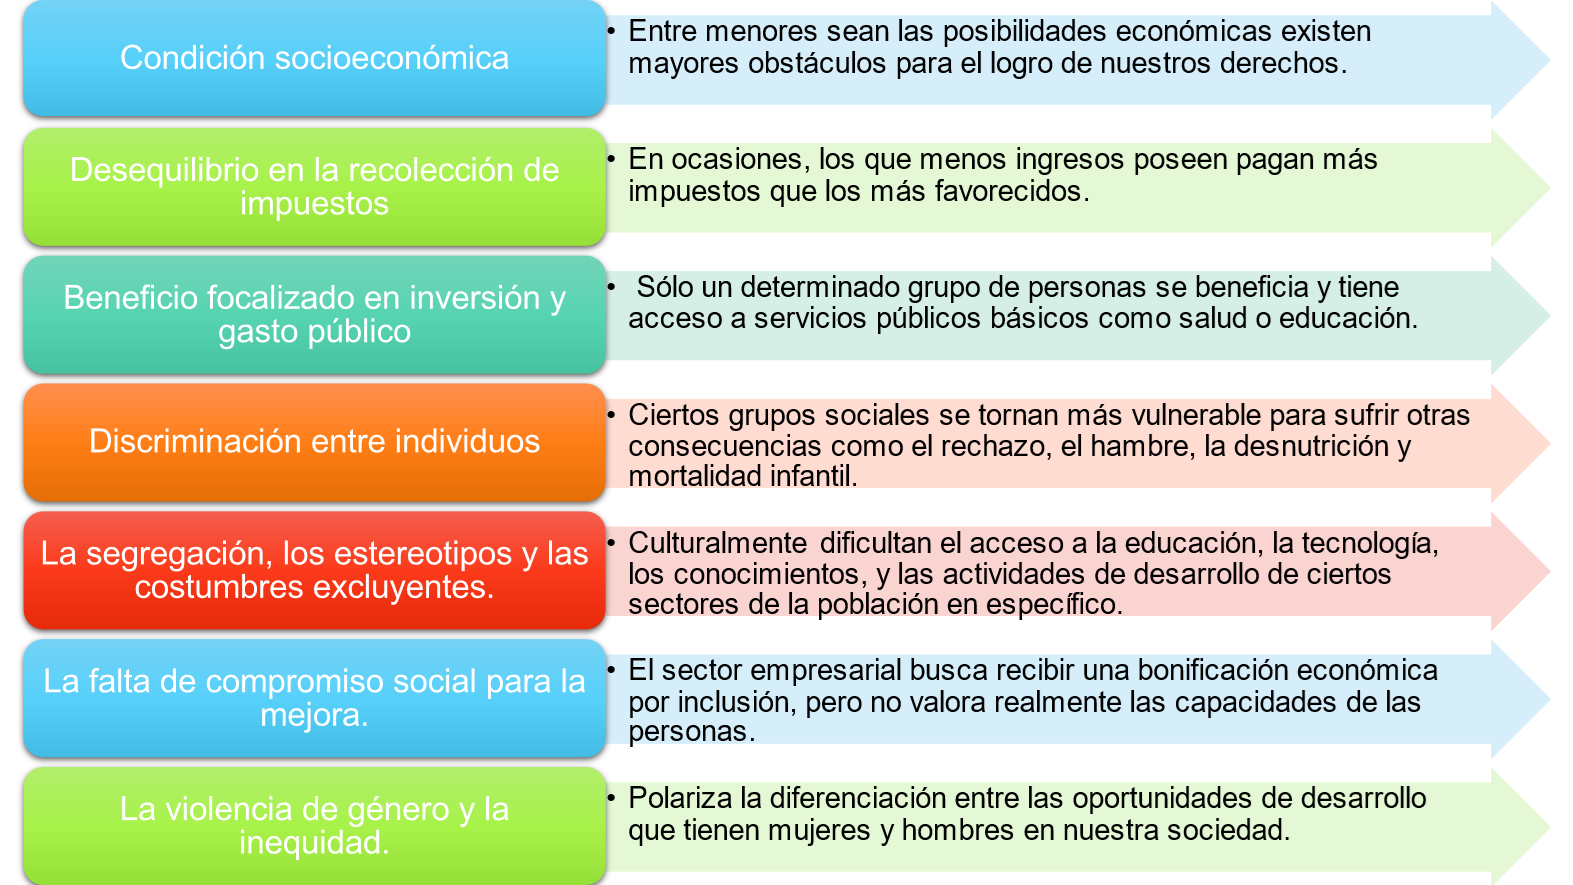 Condición socioeconómica
• Entre menores sean las posibilidades económicas existen
mayores obstáculos para el logro de nuestros derechos.
Desequilibrio en la recolección de
impuestos
• En ocasiones, los que menos ingresos poseen pagan más
impuestos que los más favorecidos.
Beneficio focalizado en inversión y
gasto público
• Sólo un determinado grupo de personas se beneficia y tiene
acceso a servicios públicos básicos como salud o educación.
Discriminación entre individuos
• Ciertos grupos sociales se tornan más vulnerable para sufrir otras
consecuencias como el rechazo, el hambre, la desnutrición y
mortalidad infantil.
La segregación, los estereotipos y las
costumbres excluyentes.
• Culturalmente dificultan el acceso a la educación, la tecnología,
los conocimientos, y las actividades de desarrollo de ciertos
sectores de la población en específico.
La falta de compromiso social para la
mejora.
• El sector empresarial busca recibir una bonificación económica
por inclusión, pero no valora realmente las capacidades de las
personas.
La violencia de género y la
inequidad.
• Polariza la diferenciación entre las oportunidades de desarrollo
que tienen mujeres y hombres en nuestra sociedad.